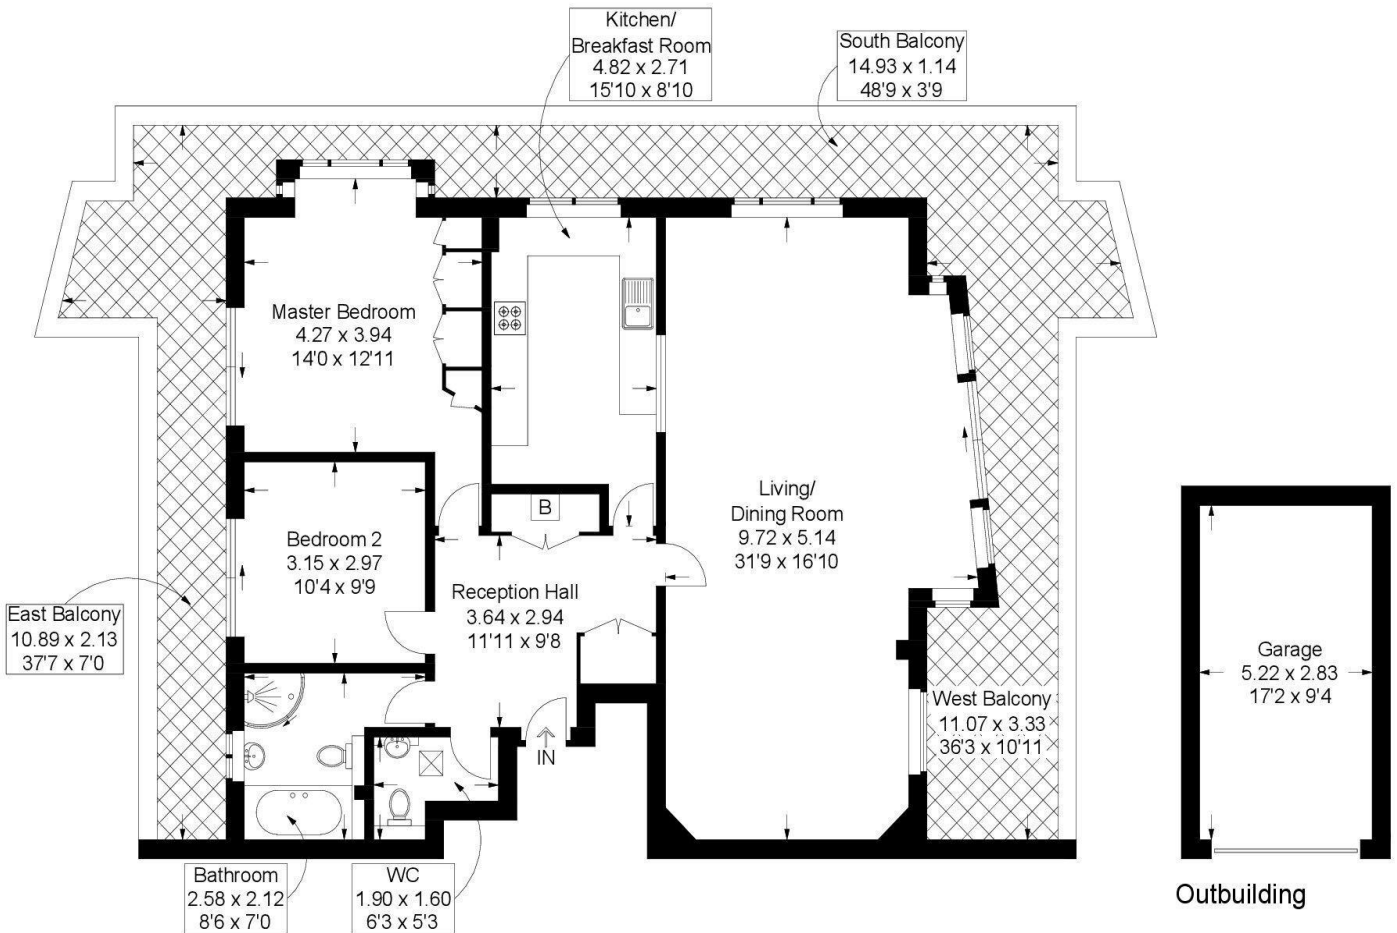 Kitchen/
Breakfast Room
4.82 x 2.71
15'10 x 8'10
South Balcony
14.93 x 1.14
48'9 x 3'9
Master Bedroom
4.27 x 3.94
14'0 x 12'11
B
Living/
Dining Room
9.72 x 5.14
31'9 x 16'10
Bedroom 2
3.15 x 2.97
10'4 x 9'9
Reception Hall
3.64 x 2.94
11'11 x 9'8
East Balcony
10.89 x 2.13
37'7 x 7'0
Garage
5.22 x 2.83
17'2 x 9'4
West Balcony
11.07 x 3.33
36'3 x 10'11
IN
Bathroom
2.58 x 2.12
8'6 x 7'0
WC
1.90 x 1.60
6'3 x 5'3
Outbuilding